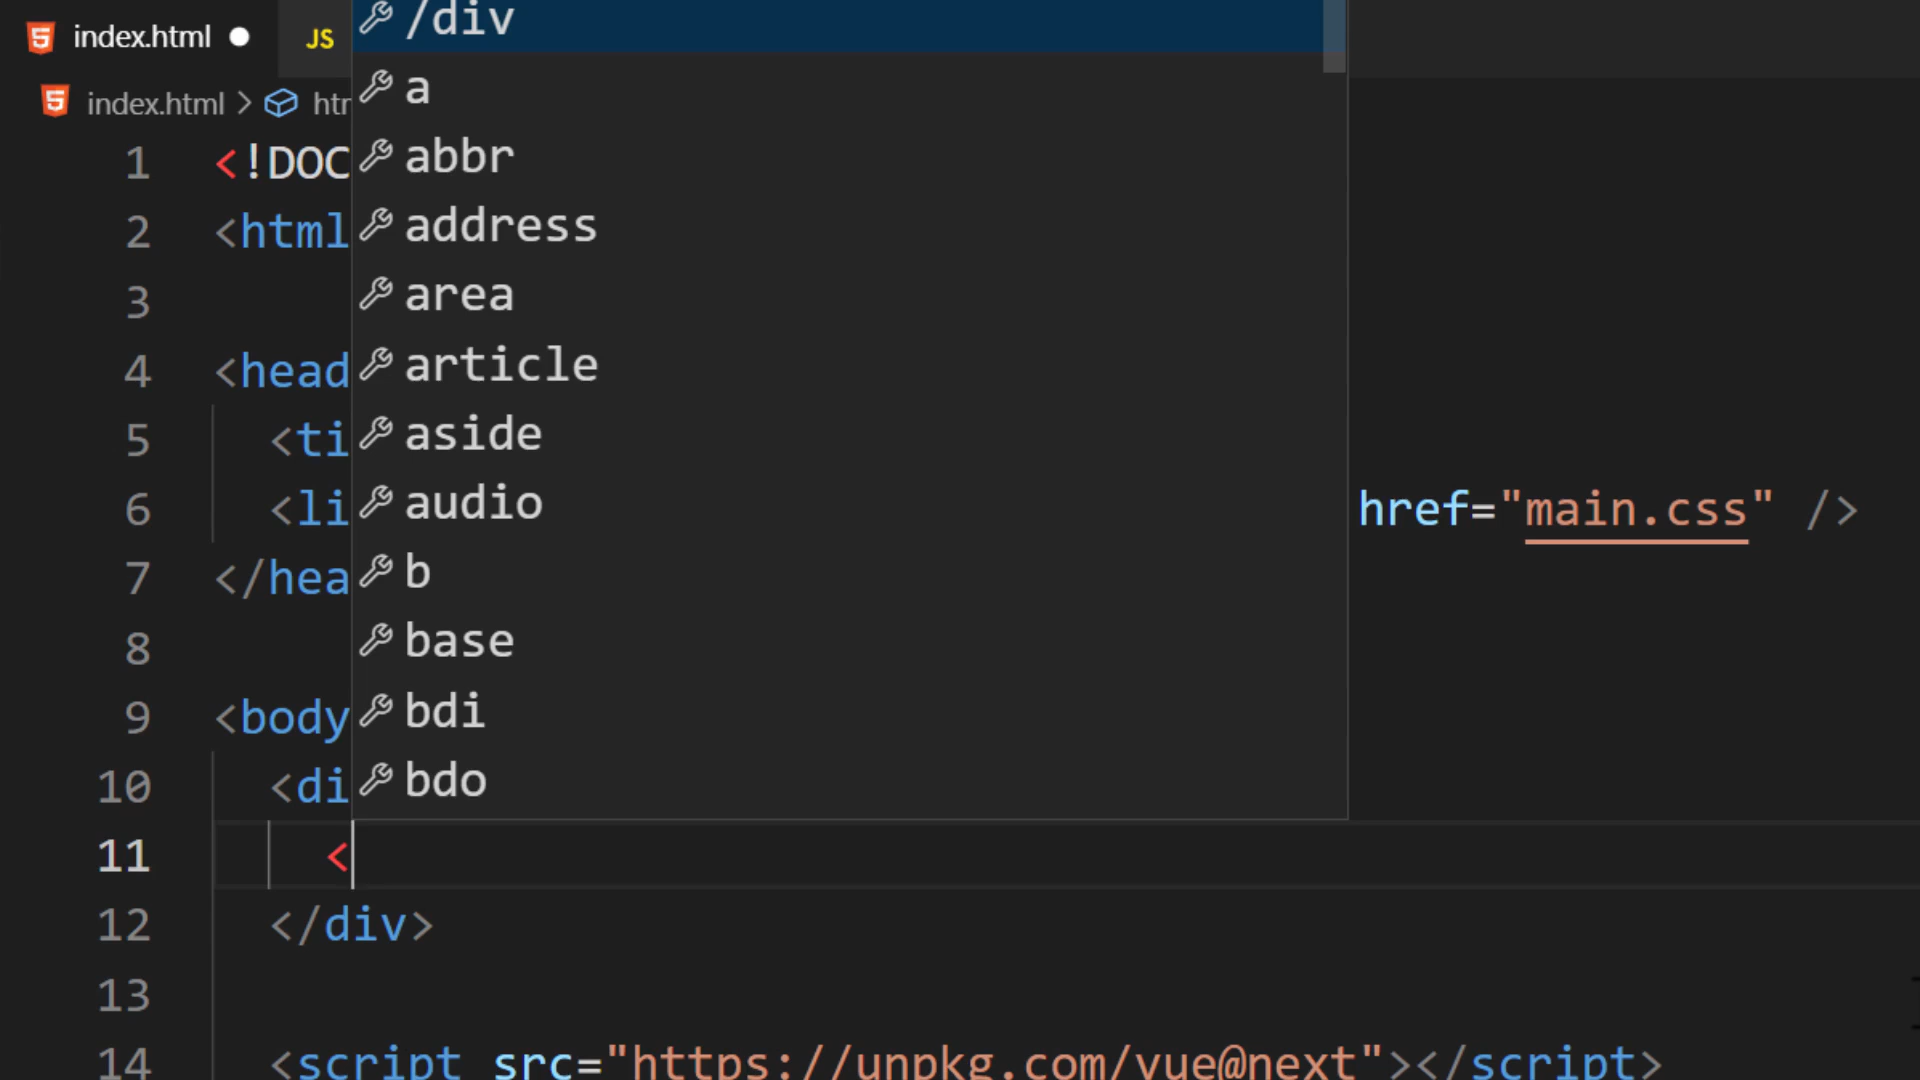 index.html JS
index.html > htr
/div
a
1 <!DOC abbr
2 <html address
3 area
4 <head article
5 <ti aside
6 <li audio href="main.css" />
7 </hea b
8 base
9 <body bdi
10 <di bdo
11 <
12 </div>
13
14 <script src="https://unpkg.com/vue@next"></script>